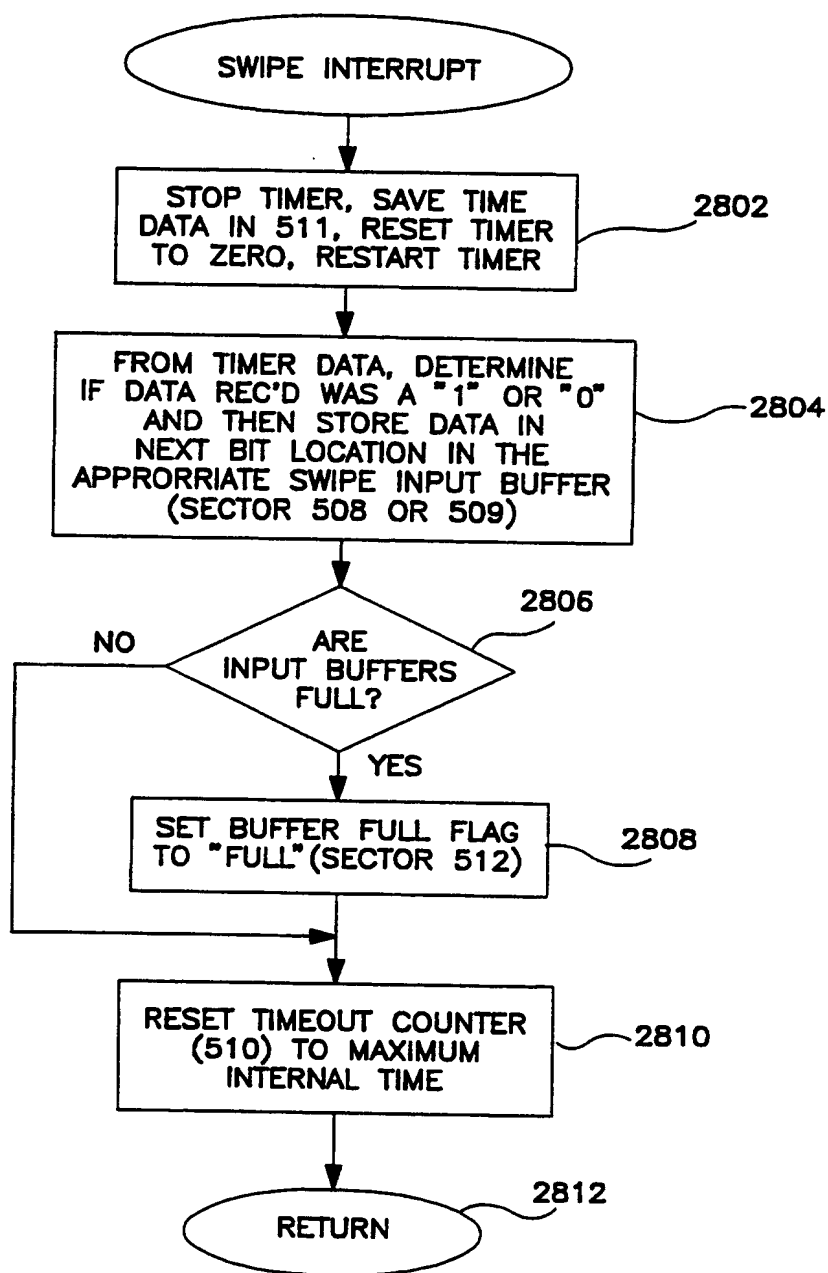 SWIPE INTERRUPT
STOP TIMER, SAVE TIME
DATA IN 511, RESET TIMER
TO ZERO, RESTART TIMER
2802
FROM TIMER DATA, DETERMINE
IF DATA REC'D WAS A "1" OR "0"
AND THEN STORE DATA IN
NEXT BIT LOCATION IN THE
APPRORRIATE SWIPE INPUT BUFFER
(SECTOR 508 OR 509)
2804
ARE
INPUT BUFFERS
FULL?
2806
NO
YES
SET BUFFER FULL FLAG
TO "FULL"(SECTOR 512)
2808
RESET TIMEOUT COUNTER
(510) TO MAXIMUM
INTERNAL TIME
2810
RETURN
2812